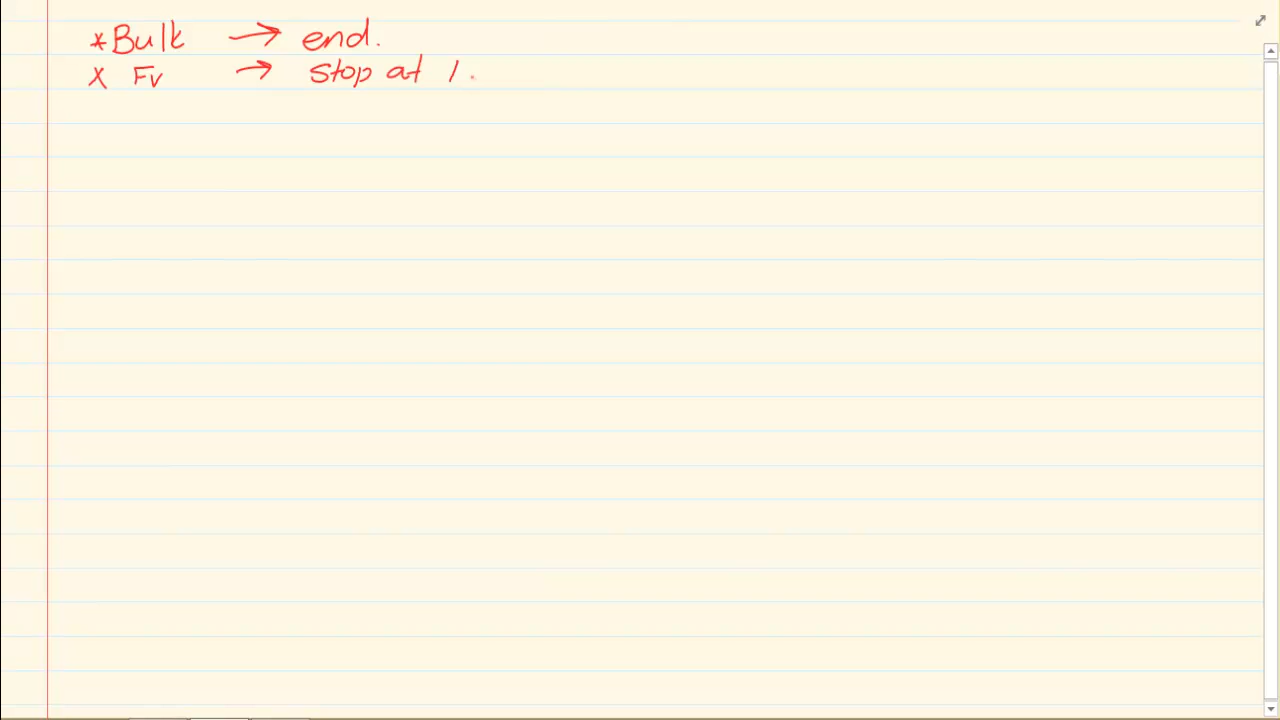 *Bulk → end.
x Fv → stop at 1.